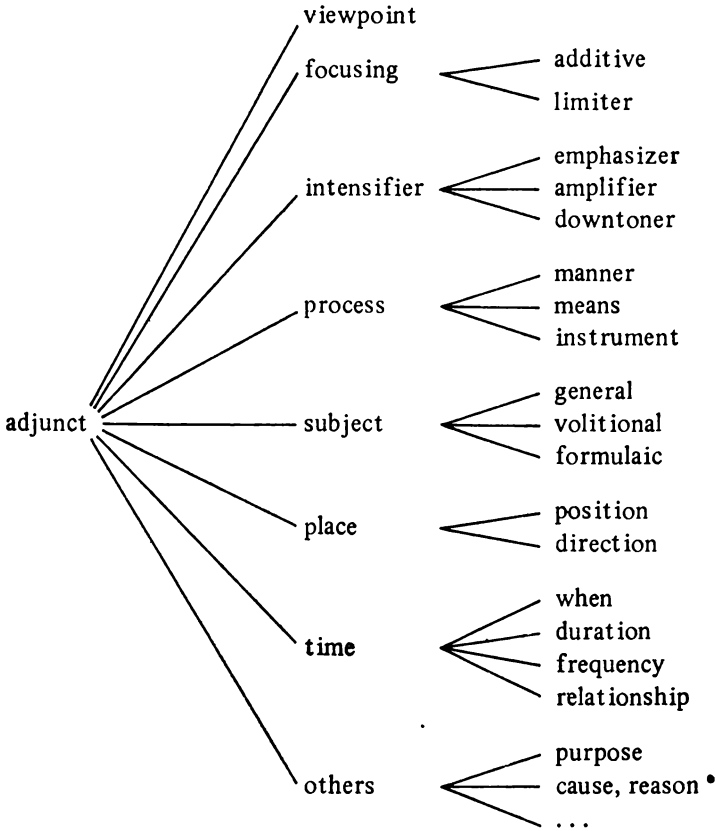 viewpoint
focusing
additive
limiter
intensifier
emphasizer
amplifier
downtoner
process
manner
means
instrument
adjunct
subject
general
volitional
formulaic
place
position
direction
time
when
duration
frequency
relationship
others
purpose
cause, reason
...